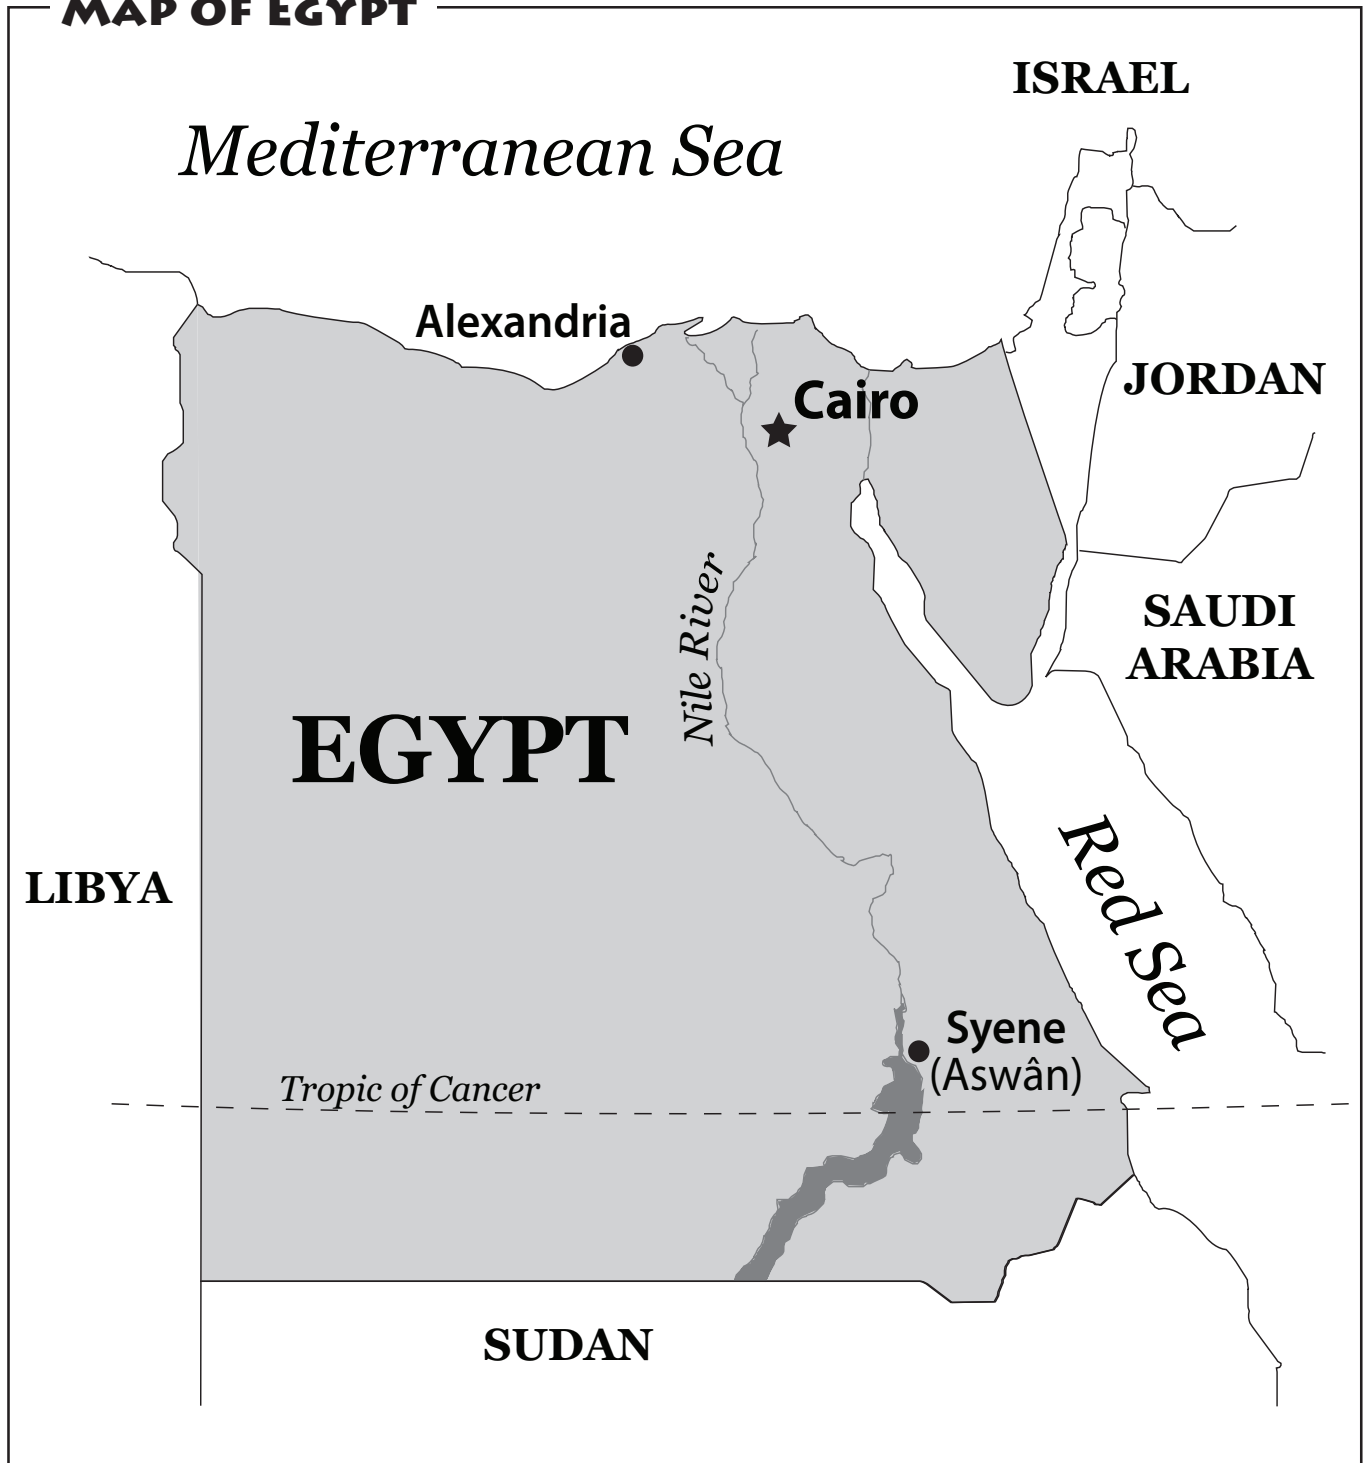 MAP OF EGYPT
ISRAEL
Mediterranean Sea
Alexandria
JORDAN
Cairo
Nile River
SAUDI
ARABIA
EGYPT
Red Sea
LIBYA
Syene
(Aswân)
Tropic of Cancer
SUDAN